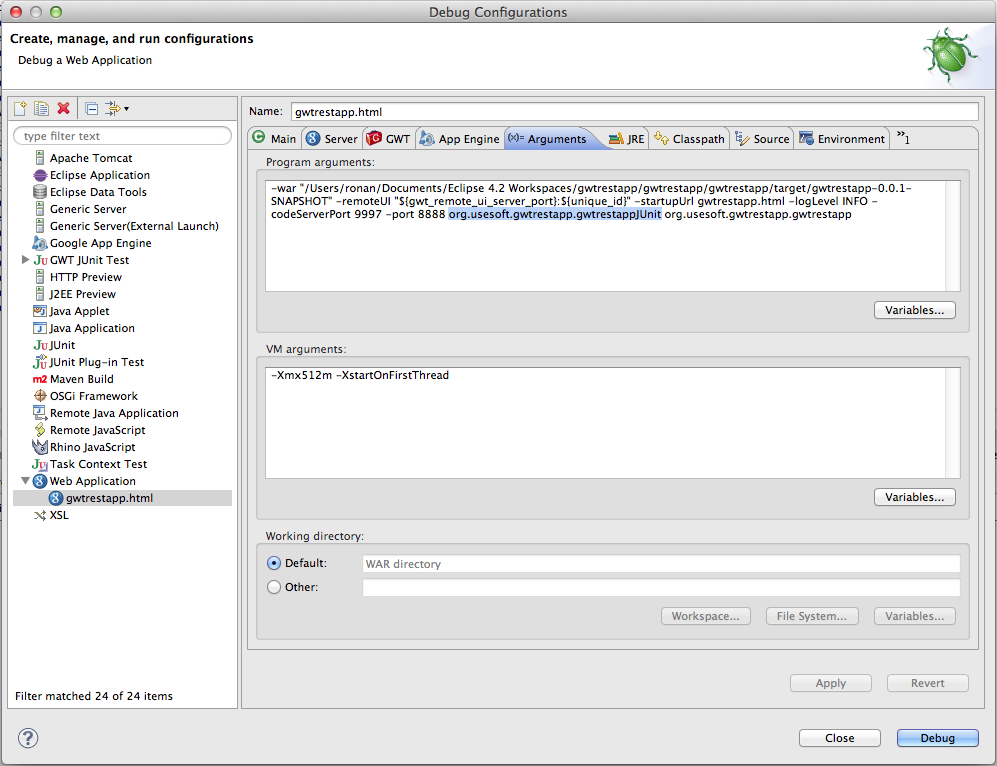 Debug Configurations
Create, manage, and run configurations
Debug a Web Application
type filter text
Apache Tomcat
Eclipse Application
Eclipse Data Tools
Generic Server
Generic Server(External Launch)
Google App Engine
Ju GWT JUnit Test
HTTP Preview
J2EE Preview
Java Applet
Java Application
Ju JUnit
Ju JUnit Plug-in Test
m2 Maven Build
OSGi Framework
Remote Java Application
Remote JavaScript
Rhino JavaScript
Ju Task Context Test
Web Application
gwtrestapp.html
XSL
Filter matched 24 of 24 items
Name: gwtrestapp.html
Main Server GWT App Engine (x)= Arguments JRE Classpath Source Environment »1
Program arguments:
-war "/Users/ronan/Documents/Eclipse 4.2 Workspaces/gwtrestapp/gwtrestapp/gwtrestapp/target/gwtrestapp-0.0.1-
SNAPSHOT" -remoteUI "${gwt_remote_ui_server_port}:${unique_id}" -startupUrl gwtrestapp.html -logLevel INFO -
codeServerPort 9997 -port 8888 org.usesoft.gwtrestapp.gwtrestappJUnit org.usesoft.gwtrestapp.gwtrestapp
Variables...
VM arguments:
-Xmx512m -XstartOnFirstThread
Variables...
Working directory:
Default: WAR directory
Other:
Workspace... File System... Variables...
Apply Revert
? Close Debug